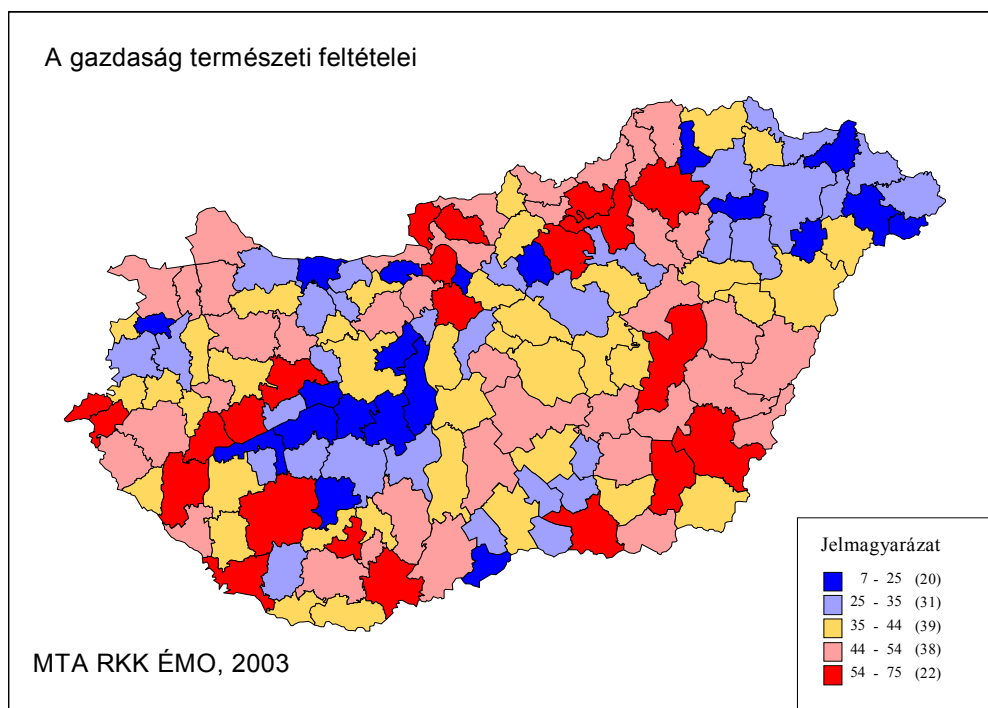 A gazdaság természeti feltételei
Jelmagyarázat
7 - 25 (20)
25 - 35 (31)
35 - 44 (39)
44 - 54 (38)
54 - 75 (22)
MTA RKK ÉMO, 2003